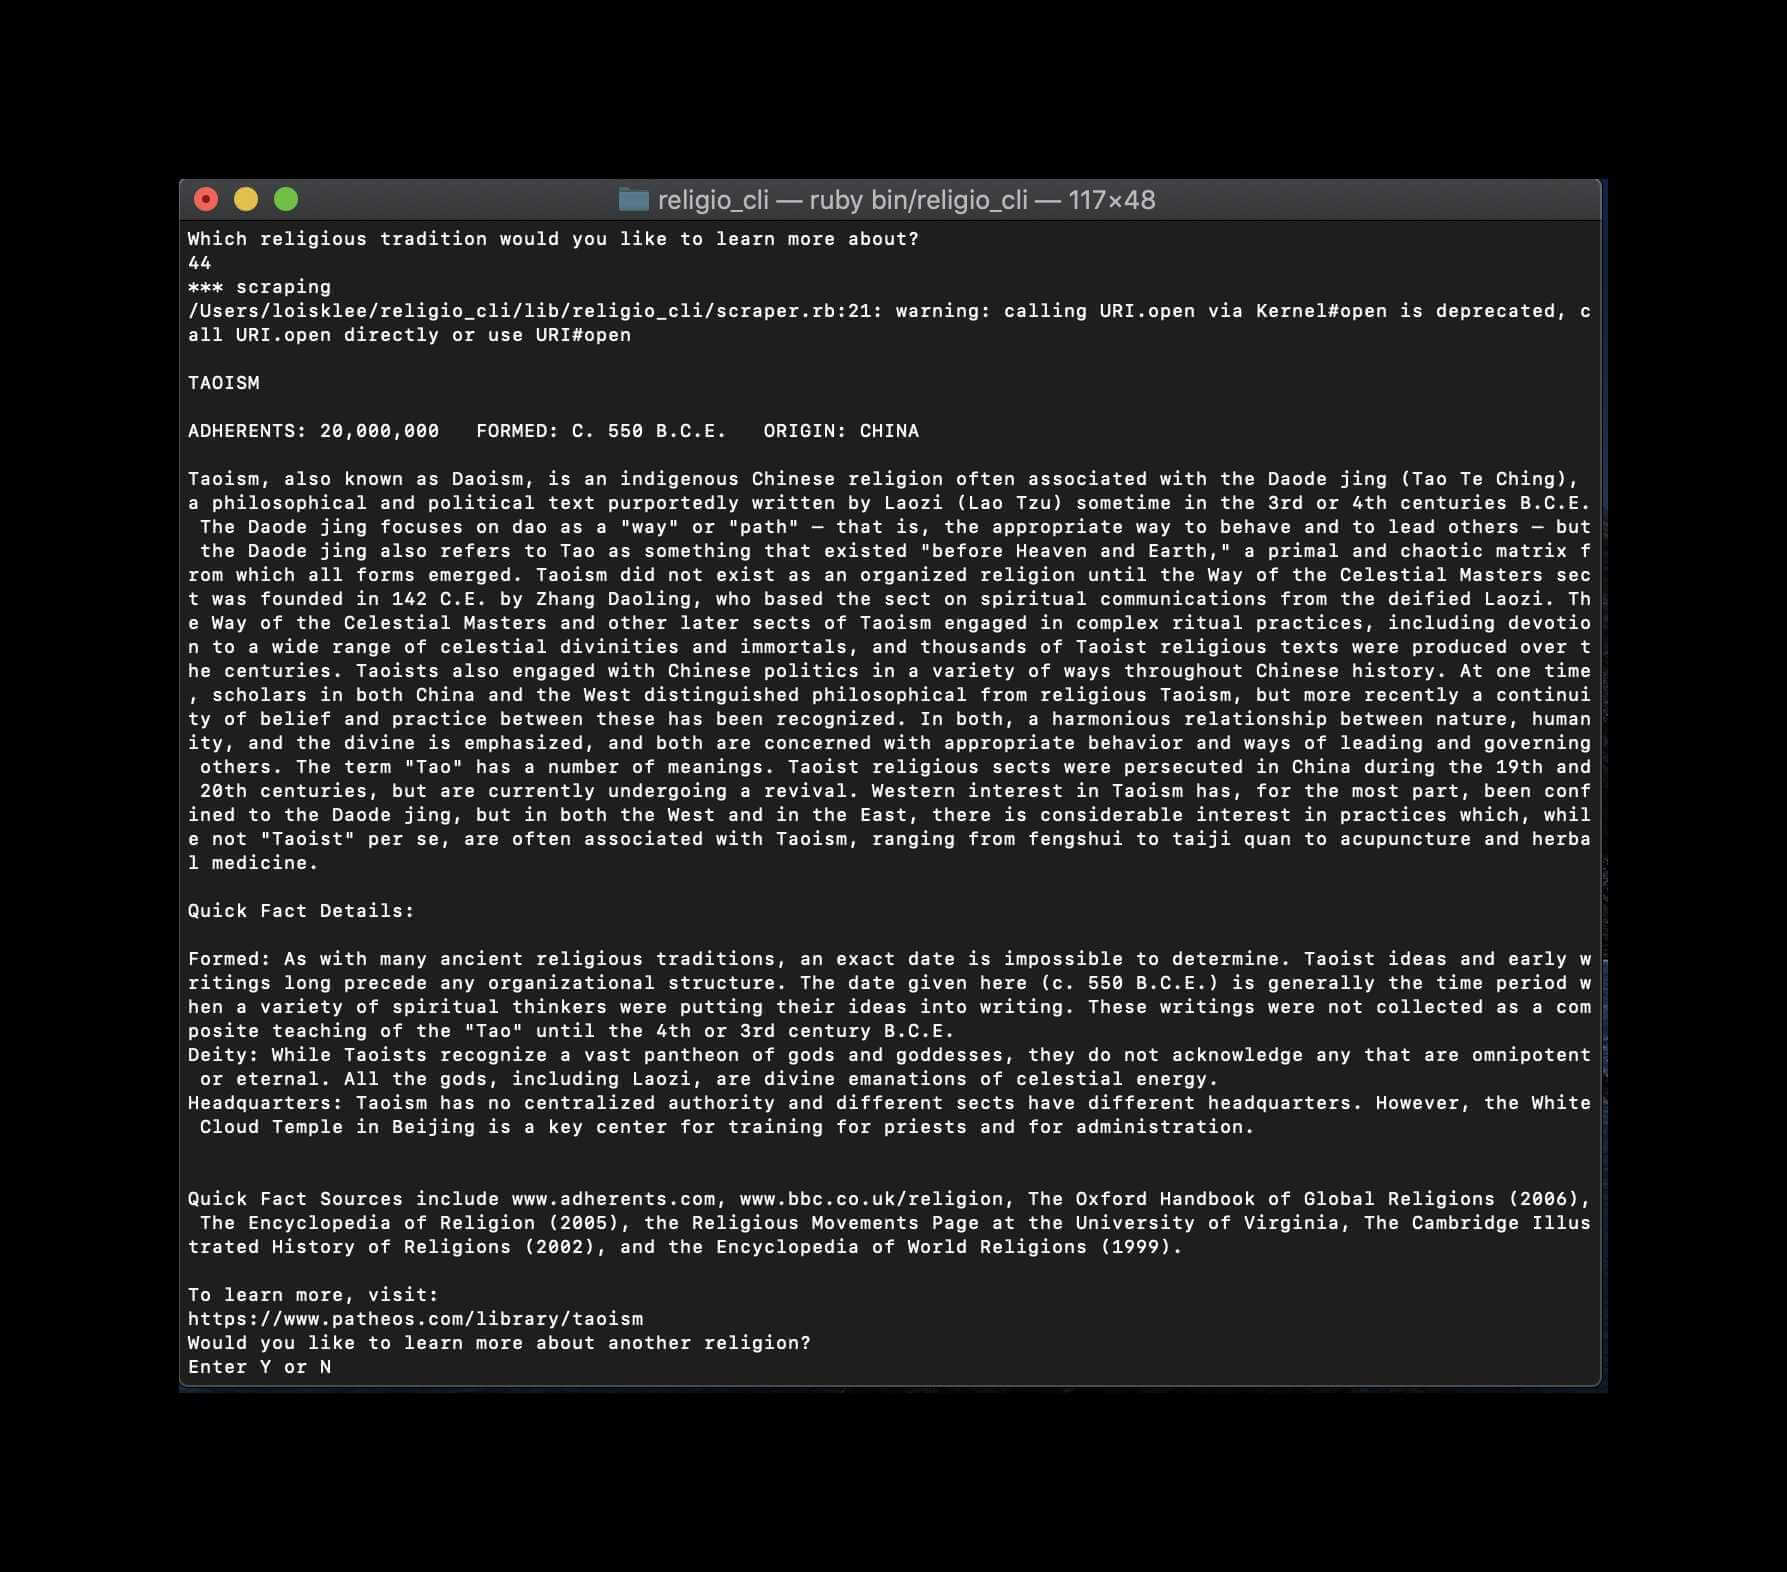 religio_cli — ruby bin/religio_cli — 117×48
Which religious tradition would you like to learn more about?
44
*** scraping
/Users/loisklee/religio_cli/lib/religio_cli/scraper.rb:21: warning: calling URI.open via Kernel#open is deprecated, c
all URI.open directly or use URI#open
TAOISM
ADHERENTS: 20,000,000   FORMED: C. 550 B.C.E.   ORIGIN: CHINA
Taoism, also known as Daoism, is an indigenous Chinese religion often associated with the Daode jing (Tao Te Ching),
a philosophical and political text purportedly written by Laozi (Lao Tzu) sometime in the 3rd or 4th centuries B.C.E.
 The Daode jing focuses on dao as a "way" or "path" — that is, the appropriate way to behave and to lead others — but
 the Daode jing also refers to Tao as something that existed "before Heaven and Earth," a primal and chaotic matrix f
rom which all forms emerged. Taoism did not exist as an organized religion until the Way of the Celestial Masters sec
t was founded in 142 C.E. by Zhang Daoling, who based the sect on spiritual communications from the deified Laozi. Th
e Way of the Celestial Masters and other later sects of Taoism engaged in complex ritual practices, including devotio
n to a wide range of celestial divinities and immortals, and thousands of Taoist religious texts were produced over t
he centuries. Taoists also engaged with Chinese politics in a variety of ways throughout Chinese history. At one time
, scholars in both China and the West distinguished philosophical from religious Taoism, but more recently a continui
ty of belief and practice between these has been recognized. In both, a harmonious relationship between nature, human
ity, and the divine is emphasized, and both are concerned with appropriate behavior and ways of leading and governing
 others. The term "Tao" has a number of meanings. Taoist religious sects were persecuted in China during the 19th and
 20th centuries, but are currently undergoing a revival. Western interest in Taoism has, for the most part, been conf
ined to the Daode jing, but in both the West and in the East, there is considerable interest in practices which, whil
e not "Taoist" per se, are often associated with Taoism, ranging from fengshui to taiji quan to acupuncture and herba
l medicine.
Quick Fact Details:
Formed: As with many ancient religious traditions, an exact date is impossible to determine. Taoist ideas and early w
ritings long precede any organizational structure. The date given here (c. 550 B.C.E.) is generally the time period w
hen a variety of spiritual thinkers were putting their ideas into writing. These writings were not collected as a com
posite teaching of the "Tao" until the 4th or 3rd century B.C.E.
Deity: While Taoists recognize a vast pantheon of gods and goddesses, they do not acknowledge any that are omnipotent
 or eternal. All the gods, including Laozi, are divine emanations of celestial energy.
Headquarters: Taoism has no centralized authority and different sects have different headquarters. However, the White
 Cloud Temple in Beijing is a key center for training for priests and for administration.
Quick Fact Sources include www.adherents.com, www.bbc.co.uk/religion, The Oxford Handbook of Global Religions (2006),
 The Encyclopedia of Religion (2005), the Religious Movements Page at the University of Virginia, The Cambridge Illus
trated History of Religions (2002), and the Encyclopedia of World Religions (1999).
To learn more, visit:
https://www.patheos.com/library/taoism
Would you like to learn more about another religion?
Enter Y or N